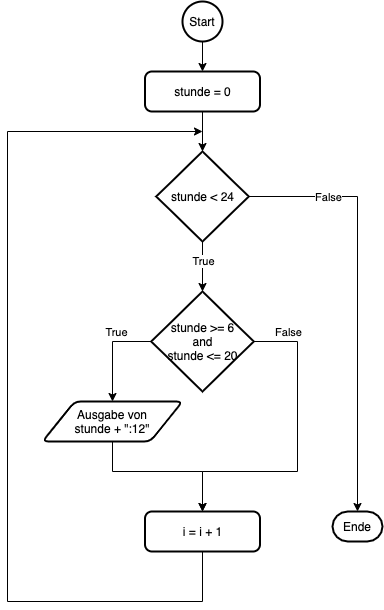 Start
stunde = 0
stunde < 24
False
True
stunde >= 6
and
stunde <= 20
True
False
Ausgabe von
stunde + ":12"
i = i + 1
Ende